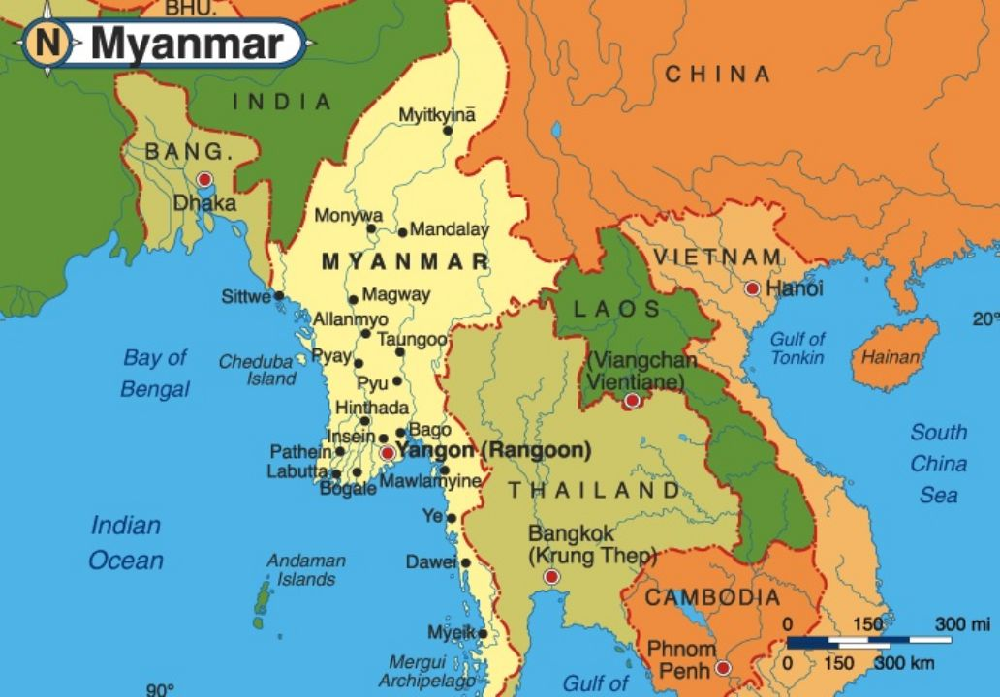 BHU.
N
Myanmar
CHINA
INDIA
Myitkyinā
BANG.
Dhaka
Monywa
Mandalay
MYANMAR
VIETNAM
Hanoi
Sittwe
Magway
LAOS
Allanmyo
20°
Taungoo
Gulf of
Tonkin
Hainan
Bay of
Bengal
Cheduba
Island
Pyay
(Viangchan
Vientiane)
Pyu
Hinthada
Bago
Insein
South
China
Sea
Pathein
Yangon (Rangoon)
Labutta
Mawlamyine
Bogale
THAILAND
Ye
Indian
Ocean
Bangkok
(Krung Thep)
Andaman
Islands
Dawei
CAMBODIA
0 150 300 mi
0 150 300 km
Myeik
Phnom
Penh
Mergui
Archipelago
Gulf of
90°